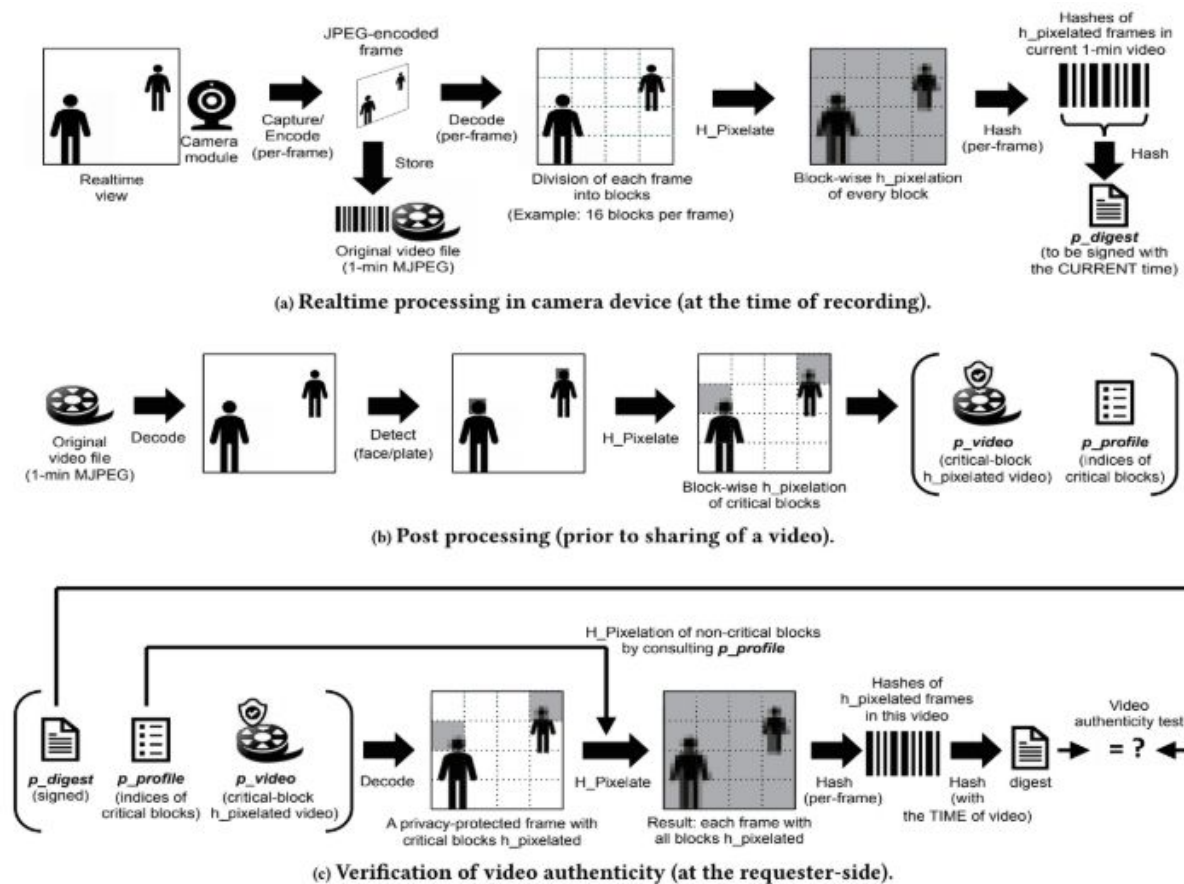 JPEG-encoded
frame
Hashes of
h_pixelated frames in
current 1-min video
Realtime
view
Camera
module
Capture/
Encode
(per-frame)
Store
Original video file
(1-min MJPEG)
Decode
(per-frame)
Division of each frame
into blocks
(Example: 16 blocks per frame)
H_Pixelate
Block-wise h_pixelation
of every block
Hash
(per-frame)
Hash
p_digest
(to be signed with
the CURRENT time)
(a) Realtime processing in camera device (at the time of recording).
Original
video file
(1-min MJPEG)
Decode
Detect
(face/plate)
H_Pixelate
Block-wise h_pixelation
of critical blocks
p_video
(critical-block
h_pixelated video)
p_profile
(indices of
critical blocks)
(b) Post processing (prior to sharing of a video).
H_Pixelation of non-critical blocks
by consulting p_profile
p_digest
(signed)
p_profile
(indices of
critical blocks)
p_video
(critical-block
h_pixelated video)
Decode
A privacy-protected frame with
critical blocks h_pixelated
H_Pixelate
Result: each frame with
all blocks h_pixelated
Hash
(per-frame)
Hashes of
h_pixelated frames
in this video
Hash
(with
the TIME of video)
digest
Video
authenticity test
= ?
(c) Verification of video authenticity (at the requester-side).